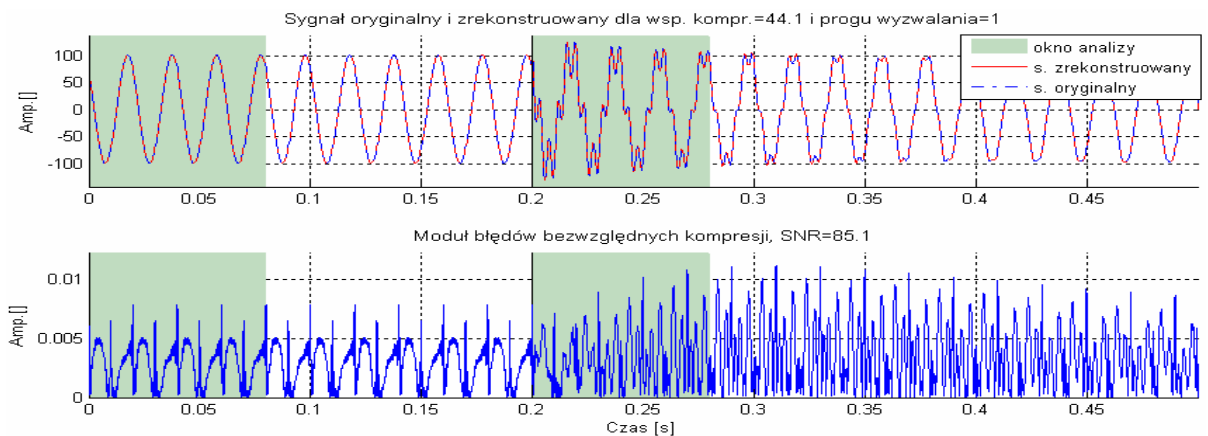 Sygnał oryginalny i zrekonstruowany dla wsp. kompr.=44.1 i progu wyzwalania=1
okno analizy
s. zrekonstruowany
s. oryginalny
Amp.[]
100
50
0
-50
-100
0 0.05 0.1 0.15 0.2 0.25 0.3 0.35 0.4 0.45
Moduł błędów bezwzględnych kompresji, SNR=85.1
Amp.[]
0.01
0.005
0
0 0.05 0.1 0.15 0.2 0.25 0.3 0.35 0.4 0.45
Czas [s]